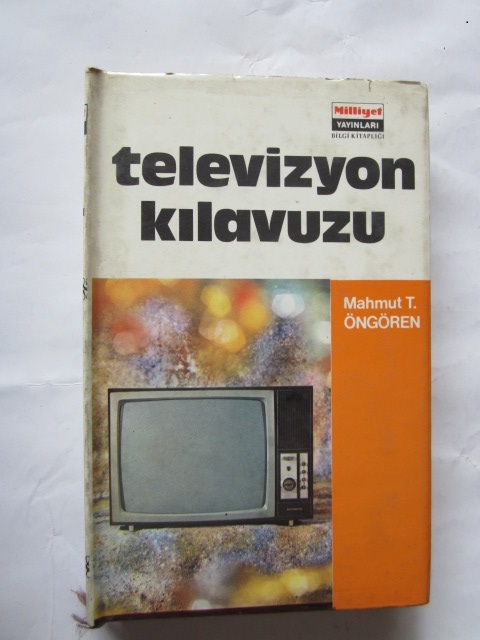 Milliyet
YAYINLARI
BİLGİ KİTAPLIĞI
televizyon
kılavuzu
Mahmut T.
ÖNGÖREN